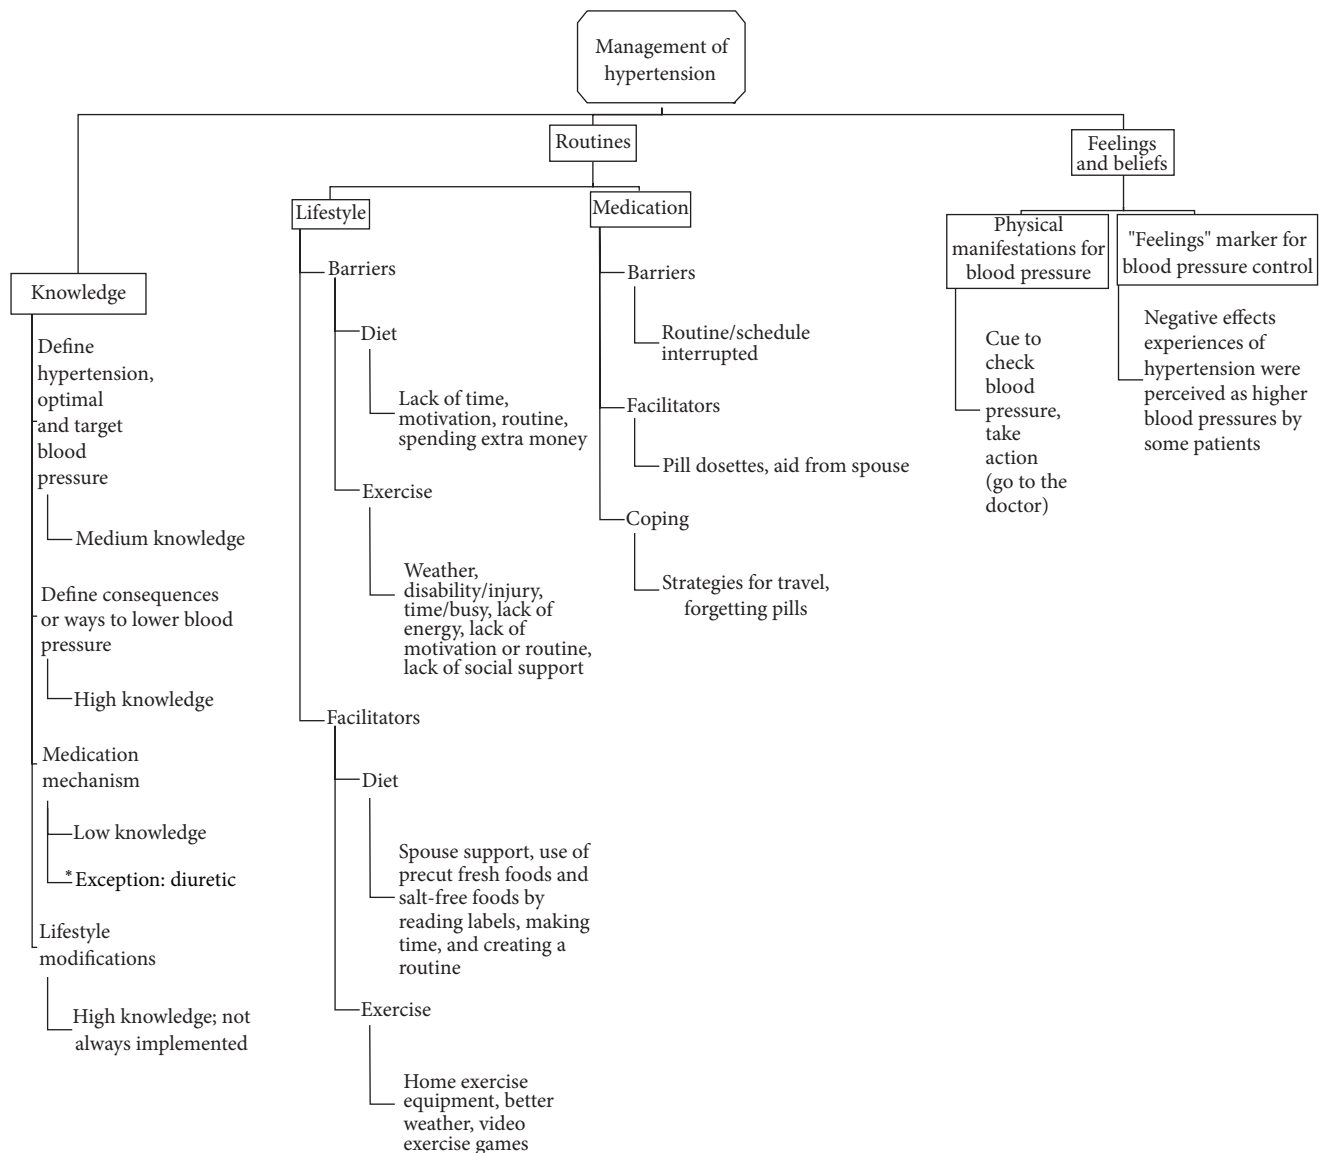 Management of
hypertension
Routines
Feelings
and beliefs
Lifestyle
Medication
Physical
manifestations for
blood pressure
"Feelings" marker for
blood pressure control
Knowledge
Define
hypertension,
optimal
and target
blood
pressure
Medium knowledge
Define consequences
or ways to lower blood
pressure
High knowledge
Medication
mechanism
Low knowledge
*Exception: diuretic
Lifestyle
modifications
High knowledge; not
always implemented
Barriers
Diet
Lack of time,
motivation, routine,
spending extra money
Exercise
Weather,
disability/injury,
time/busy, lack of
energy, lack of
motivation or routine,
lack of social support
Facilitators
Diet
Spouse support, use of
precut fresh foods and
salt-free foods by
reading labels, making
time, and creating a
routine
Exercise
Home exercise
equipment, better
weather, video
exercise games
Barriers
Routine/schedule
interrupted
Facilitators
Pill dosettes, aid from spouse
Coping
Strategies for travel,
forgetting pills
Cue to
check
blood
pressure,
take
action
(go to the
doctor)
Negative effects
experiences of
hypertension were
perceived as higher
blood pressures by
some patients